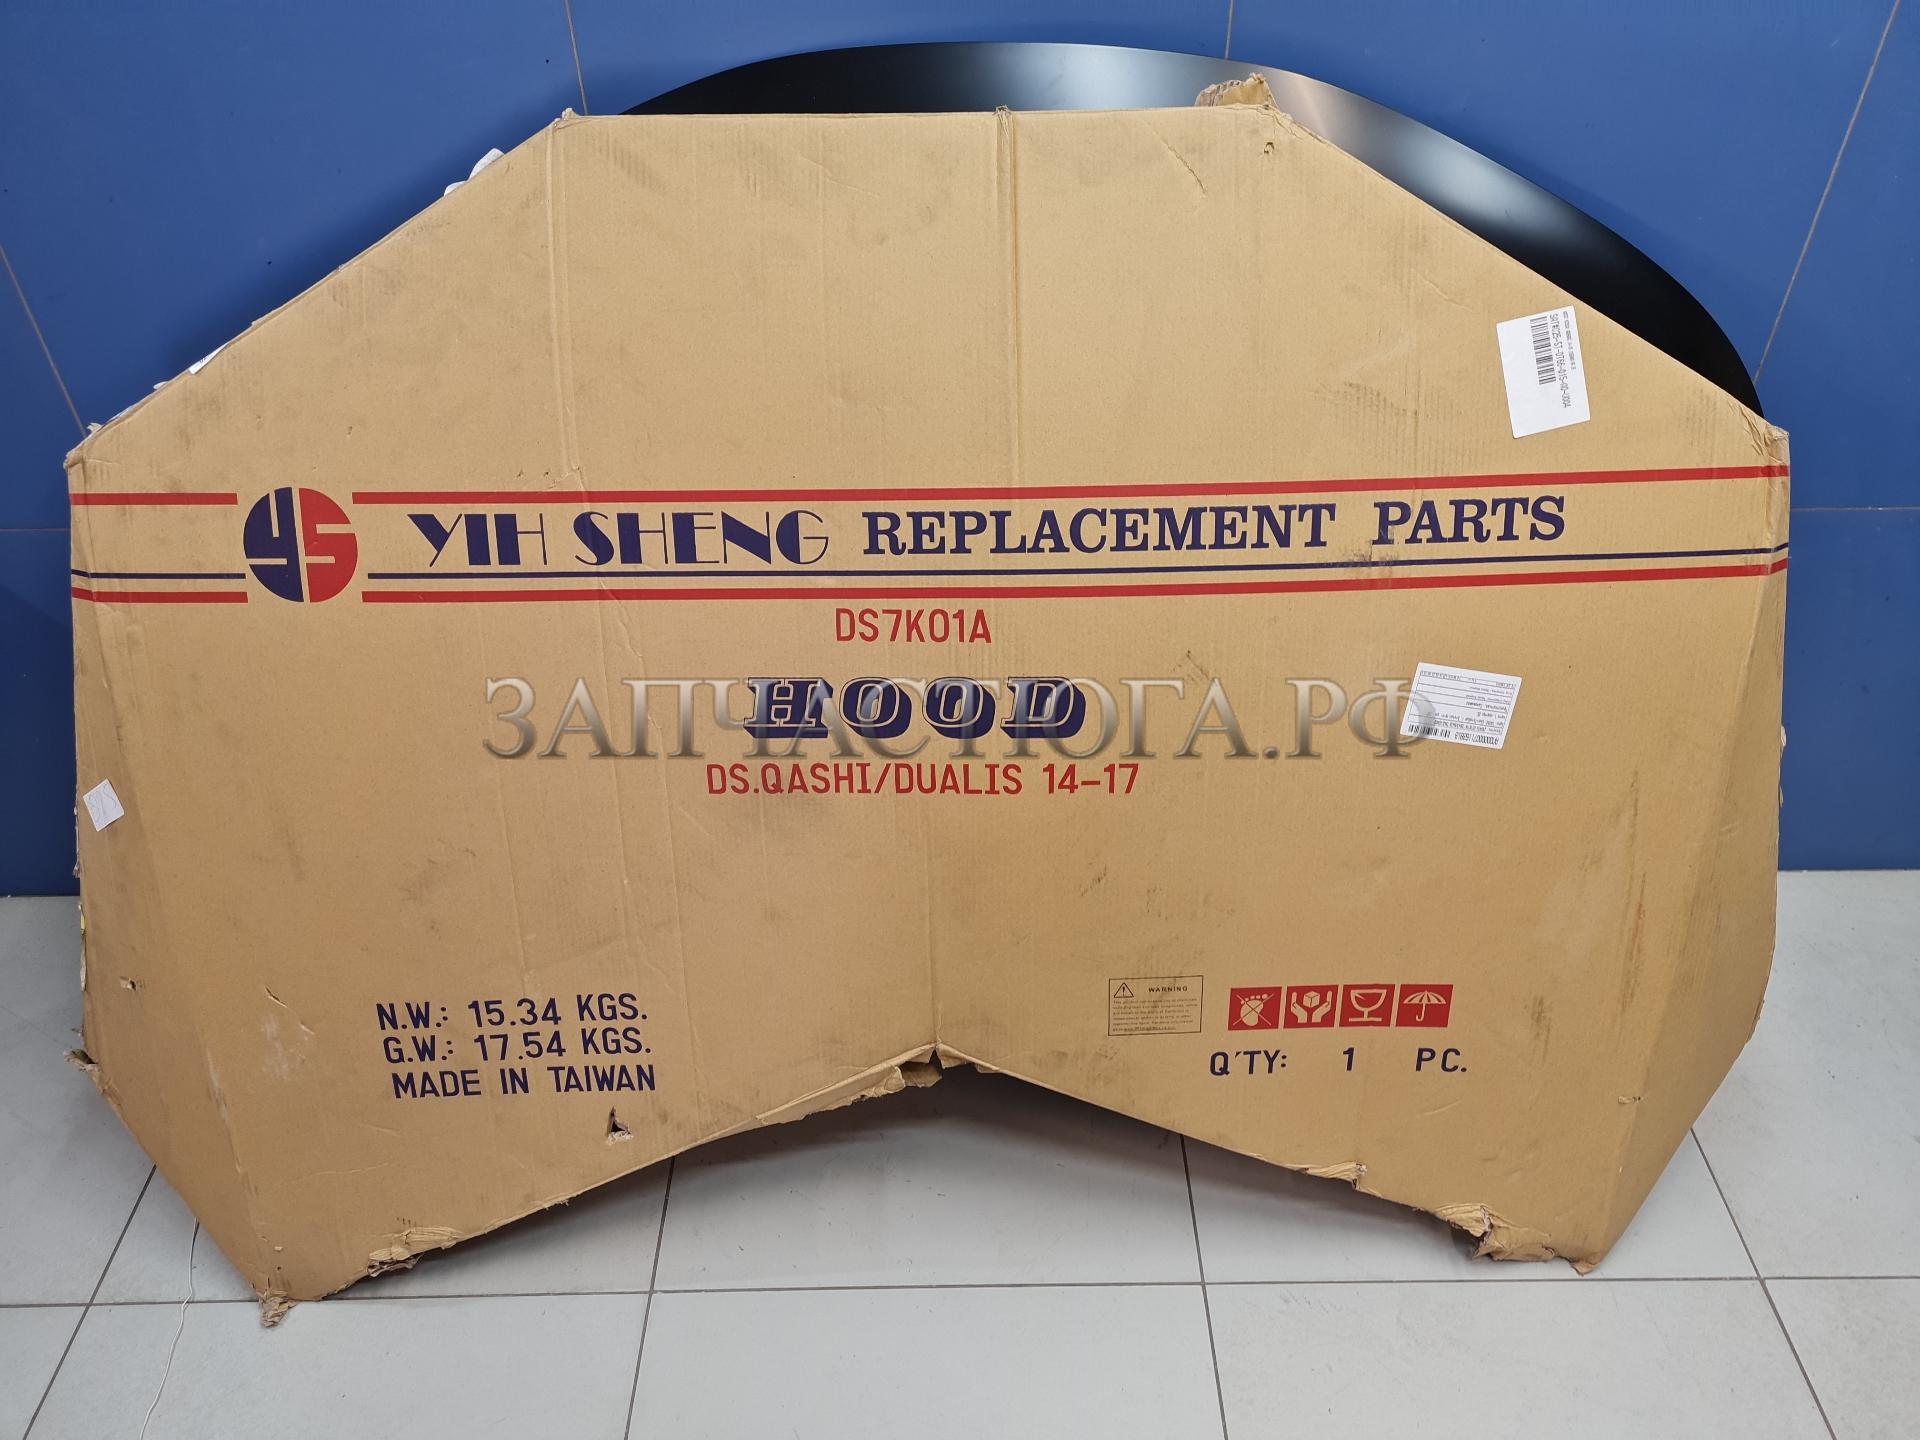 YS YIH SHENG REPLACEMENT PARTS
DS7K01A
HOOD
ЗАПЧАСТЮГА.РФ
DS.QASHI/DUALIS 14-17
N.W.: 15.34 KGS.
G.W.: 17.54 KGS.
MADE IN TAIWAN
WARNING
Q'TY: 1 PC.